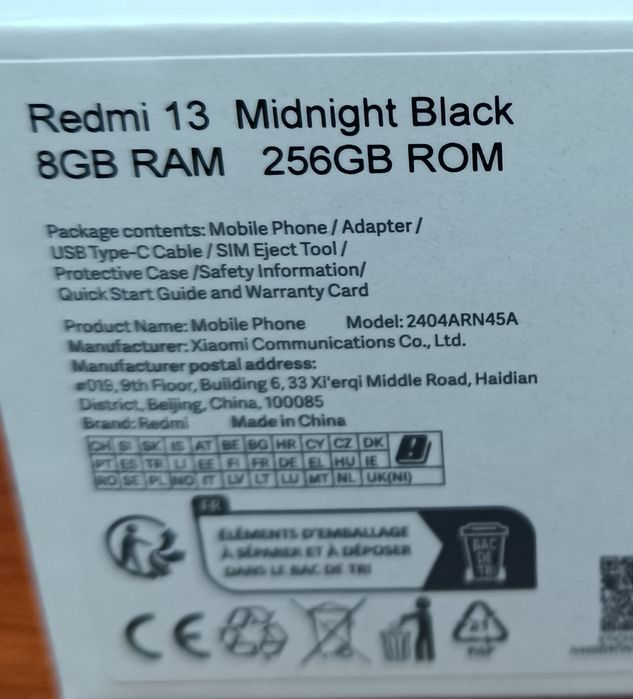 Redmi 13 Midnight Black
8GB RAM 256GB ROM
Package contents: Mobile Phone / Adapter /
USB Type-C Cable / SIM Eject Tool /
Protective Case /Safety Information/
Quick Start Guide and Warranty Card
Product Name: Mobile Phone Model: 2404ARN45A
Manufacturer: Xiaomi Communications Co., Ltd.
Manufacturer postal address:
#019, 9th Floor, Building 6, 33 Xi'erqi Middle Road, Haidian
District, Beijing, China, 100085
Brand: Redmi Made in China
CH SI SK IS AT BE BG HR CY CZ DK
PT ES TR LI EE FI FR DE EL HU IE
RO SE PL NO IT LV LT LU MT NL UK(NI)
FR
ÉLÉMENTS D'EMBALLAGE
À SÉPARER ET À DÉPOSER
DANS LE BAC DE TRI
BAC
DE
TRI
CE
21
PAP